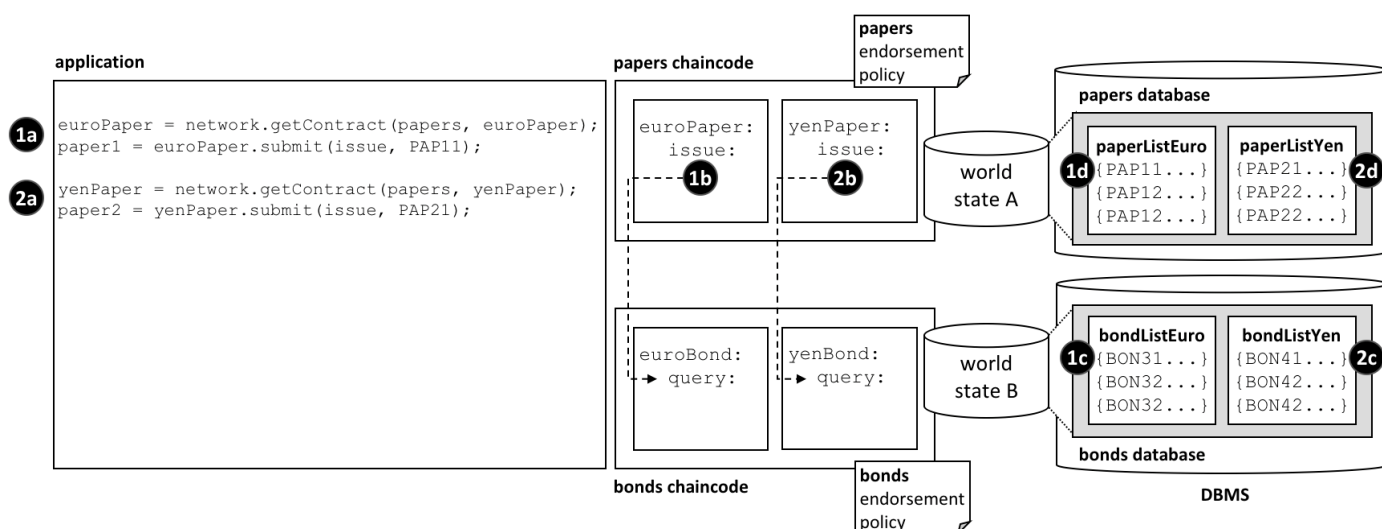 application
1a
euroPaper = network.getContract(papers, euroPaper);
paper1 = euroPaper.submit(issue, PAP11);
2a
yenPaper = network.getContract(papers, yenPaper);
paper2 = yenPaper.submit(issue, PAP21);
papers chaincode
papers
endorsement
policy
euroPaper:
issue:
1b
yenPaper:
issue:
2b
world
state A
papers database
1d
paperListEuro
{PAP11...}
{PAP12...}
{PAP12...}
paperListYen
{PAP21...}
{PAP22...}
{PAP22...}
2d
euroBond:
query:
yenBond:
query:
world
state B
1c
bondListEuro
{BON31...}
{BON32...}
{BON32...}
bondListYen
{BON41...}
{BON42...}
{BON42...}
2c
bonds database
bonds chaincode
bonds
endorsement
policy
DBMS